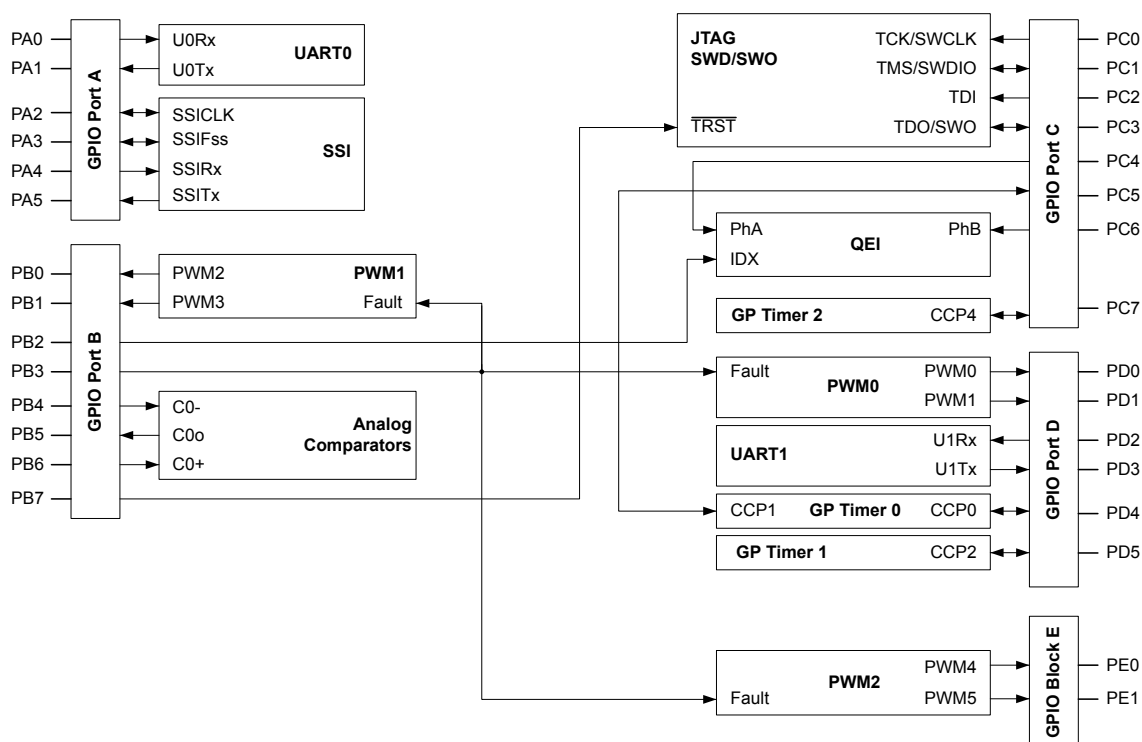 PA0
PA1
PA2
PA3
PA4
PA5
GPIO Port A
U0Rx
U0Tx
UART0
SSICLK
SSIFss
SSIRx
SSITx
SSI
PB0
PB1
PB2
PB3
PB4
PB5
PB6
PB7
GPIO Port B
PWM2
PWM3
PWM1
Fault
C0-
C0o
C0+
Analog
Comparators
JTAG
SWD/SWO
TRST
TCK/SWCLK
TMS/SWDIO
TDI
TDO/SWO
PhA
IDX
QEI
PhB
GP Timer 2
CCP4
GPIO Port C
PC0
PC1
PC2
PC3
PC4
PC5
PC6
PC7
Fault
PWM0
PWM0
PWM1
UART1
U1Rx
U1Tx
CCP1
GP Timer 0
CCP0
GP Timer 1
CCP2
GPIO Port D
PD0
PD1
PD2
PD3
PD4
PD5
Fault
PWM2
PWM4
PWM5
GPIO Block E
PE0
PE1